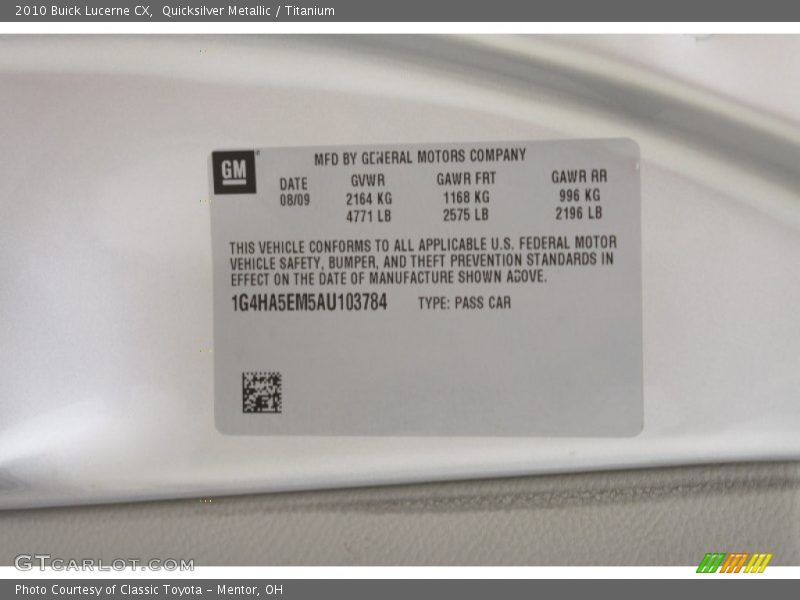 2010 Buick Lucerne CX,  Quicksilver Metallic / Titanium
GM
MFD BY GENERAL MOTORS COMPANY
DATE GVWR GAWR FRT GAWR RR
08/09 2164 KG 1168 KG 996 KG
4771 LB 2575 LB 2196 LB
THIS VEHICLE CONFORMS TO ALL APPLICABLE U.S. FEDERAL MOTOR
VEHICLE SAFETY, BUMPER, AND THEFT PREVENTION STANDARDS IN
EFFECT ON THE DATE OF MANUFACTURE SHOWN ABOVE.
1G4HA5EM5AU103784 TYPE: PASS CAR
GTCARLOT.COM
Photo Courtesy of Classic Toyota - Mentor, OH